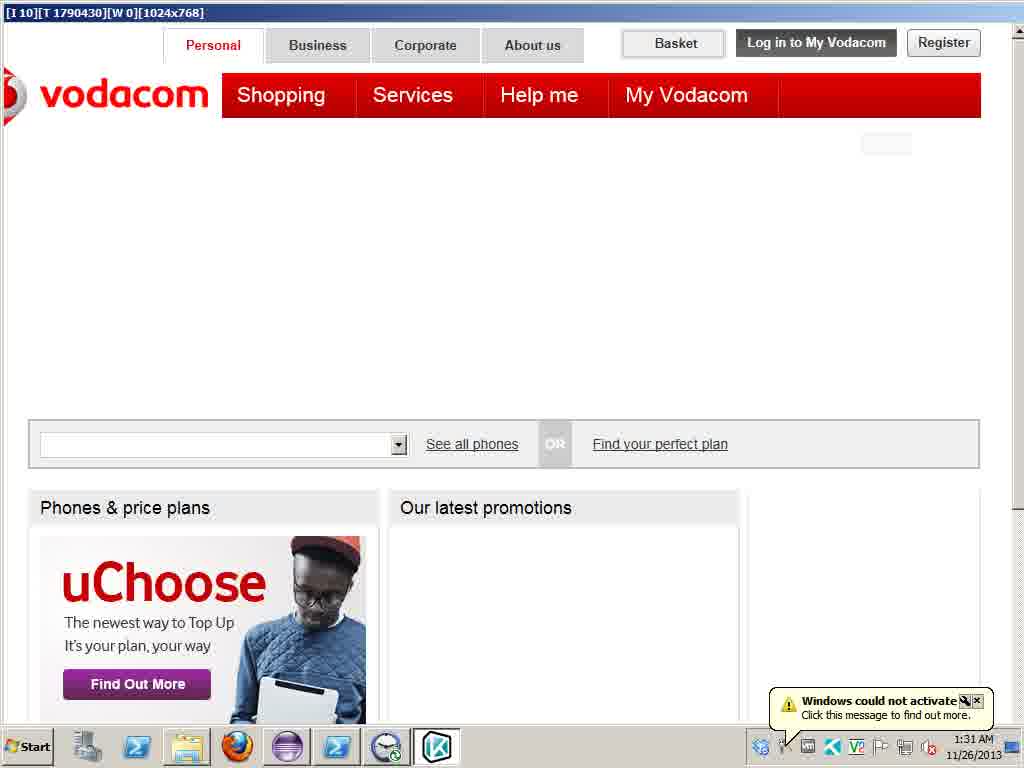 [I 10][T 1790430][W 0][1024x768]
Personal
Business
Corporate
About us
Basket
Log in to My Vodacom
Register
vodacom
Shopping
Services
Help me
My Vodacom
See all phones
OR
Find your perfect plan
Phones & price plans
Our latest promotions
uChoose
The newest way to Top Up
It's your plan, your way
Find Out More
Windows could not activate
Click this message to find out more.
Start
1:31 AM
11/26/2013